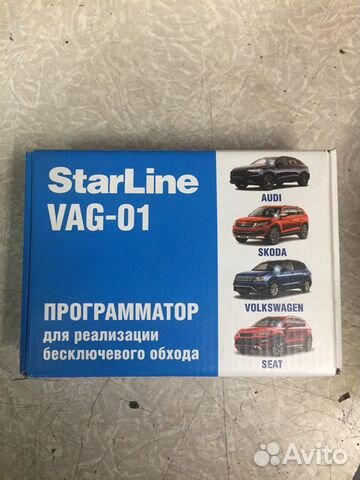 StarLine
VAG-01
ПРОГРАММАТОР
для реализации
бесключевого обхода
AUDI
SKODA
VOLKSWAGEN
SEAT
Avito